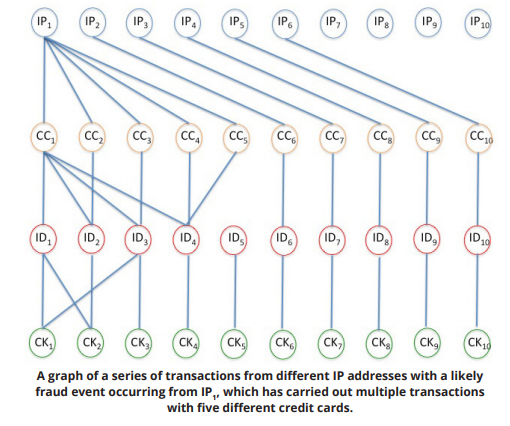 IP1 IP2 IP3 IP4 IP5 IP6 IP7 IP8 IP9 IP10
CC1 CC2 CC3 CC4 CC5 CC6 CC7 CC8 CC9 CC10
ID1 ID2 ID3 ID4 ID5 ID6 ID7 ID8 ID9 ID10
CK1 CK2 CK3 CK4 CK5 CK6 CK7 CK8 CK9 CK10
A graph of a series of transactions from different IP addresses with a likely
fraud event occurring from IP1, which has carried out multiple transactions
with five different credit cards.